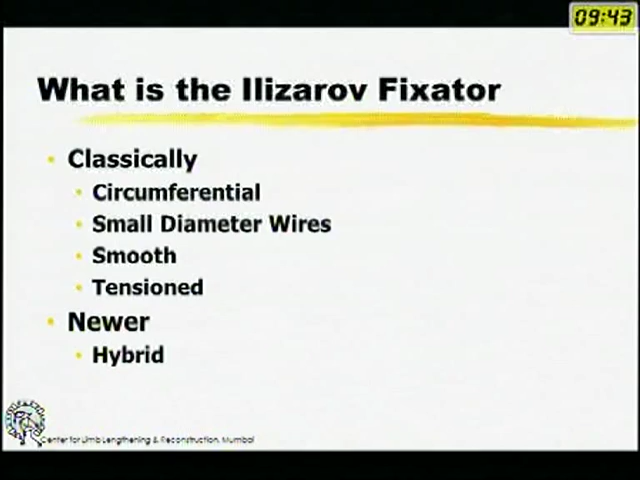 09:43
What is the Ilizarov Fixator
Classically
Circumferential
Small Diameter Wires
Smooth
Tensioned
Newer
Hybrid
Center for Limb Lengthening & Reconstruction, Mumbai